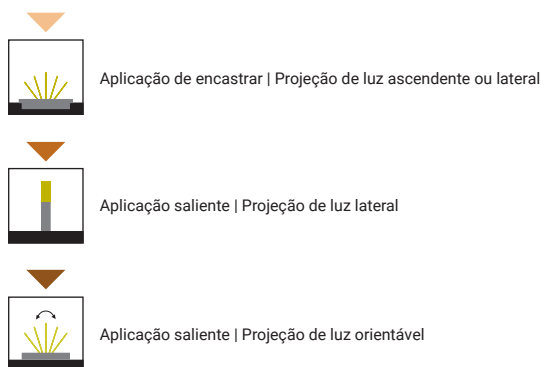 Aplicação de encastrar | Projeção de luz ascendente ou lateral
Aplicação saliente | Projeção de luz lateral
Aplicação saliente | Projeção de luz orientável